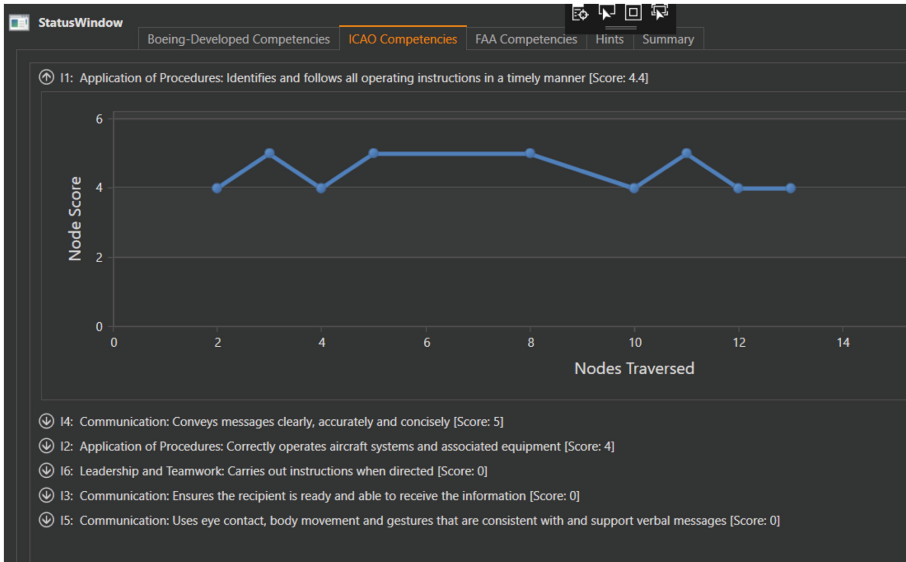 StatusWindow
Boeing-Developed Competencies ICAO Competencies FAA Competencies Hints Summary
I1: Application of Procedures: Identifies and follows all operating instructions in a timely manner [Score: 4.4]
6
4
2
0
Node Score
0 2 4 6 8 10 12 14
Nodes Traversed
I4: Communication: Conveys messages clearly, accurately and concisely [Score: 5]
I2: Application of Procedures: Correctly operates aircraft systems and associated equipment [Score: 4]
I6: Leadership and Teamwork: Carries out instructions when directed [Score: 0]
I3: Communication: Ensures the recipient is ready and able to receive the information [Score: 0]
I5: Communication: Uses eye contact, body movement and gestures that are consistent with and support verbal messages [Score: 0]